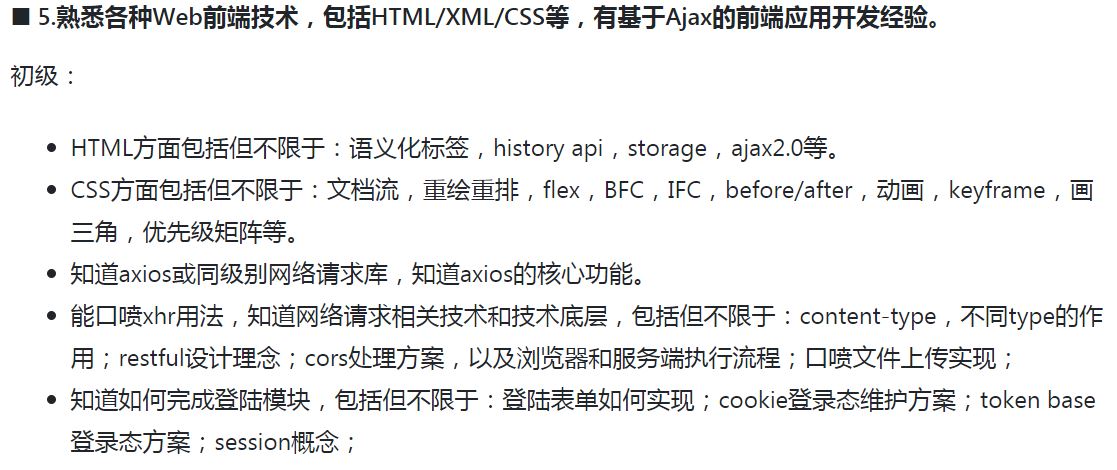 ■ 5.熟悉各种Web前端技术，包括HTML/XML/CSS等，有基于Ajax的前端应用开发经验。
初级：
• HTML方面包括但不限于：语义化标签，history api，storage，ajax2.0等。
• CSS方面包括但不限于：文档流，重绘重排，flex，BFC，IFC，before/after，动画，keyframe，画
三角，优先级矩阵等。
• 知道axios或同级别网络请求库，知道axios的核心功能。
• 能口喷xhr用法，知道网络请求相关技术和技术底层，包括但不限于：content-type，不同type的作
用；restful设计理念；cors处理方案，以及浏览器和服务端执行流程；口喷文件上传实现；
• 知道如何完成登陆模块，包括但不限于：登陆表单如何实现；cookie登录态维护方案；token base
登录态方案；session概念；